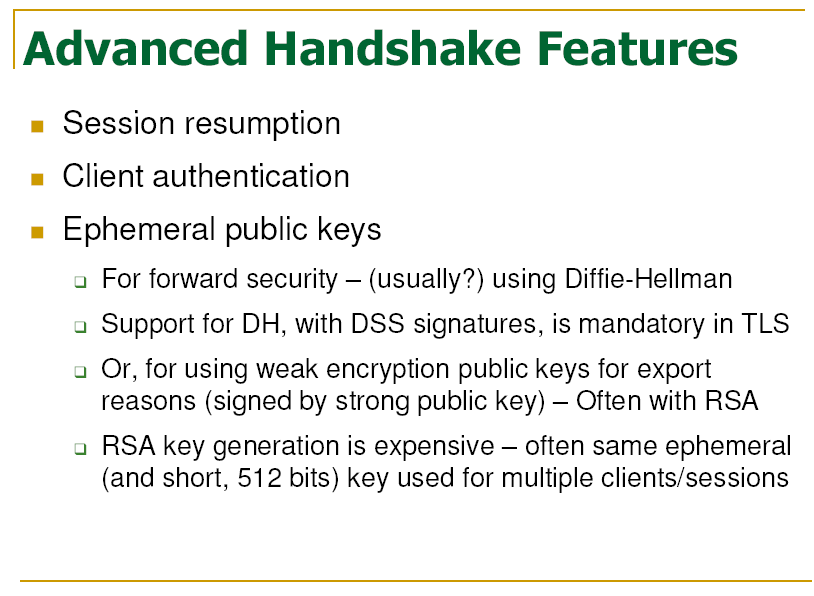 Advanced Handshake Features
Session resumption
Client authentication
Ephemeral public keys
For forward security – (usually?) using Diffie-Hellman
Support for DH, with DSS signatures, is mandatory in TLS
Or, for using weak encryption public keys for export
reasons (signed by strong public key) – Often with RSA
RSA key generation is expensive – often same ephemeral
(and short, 512 bits) key used for multiple clients/sessions